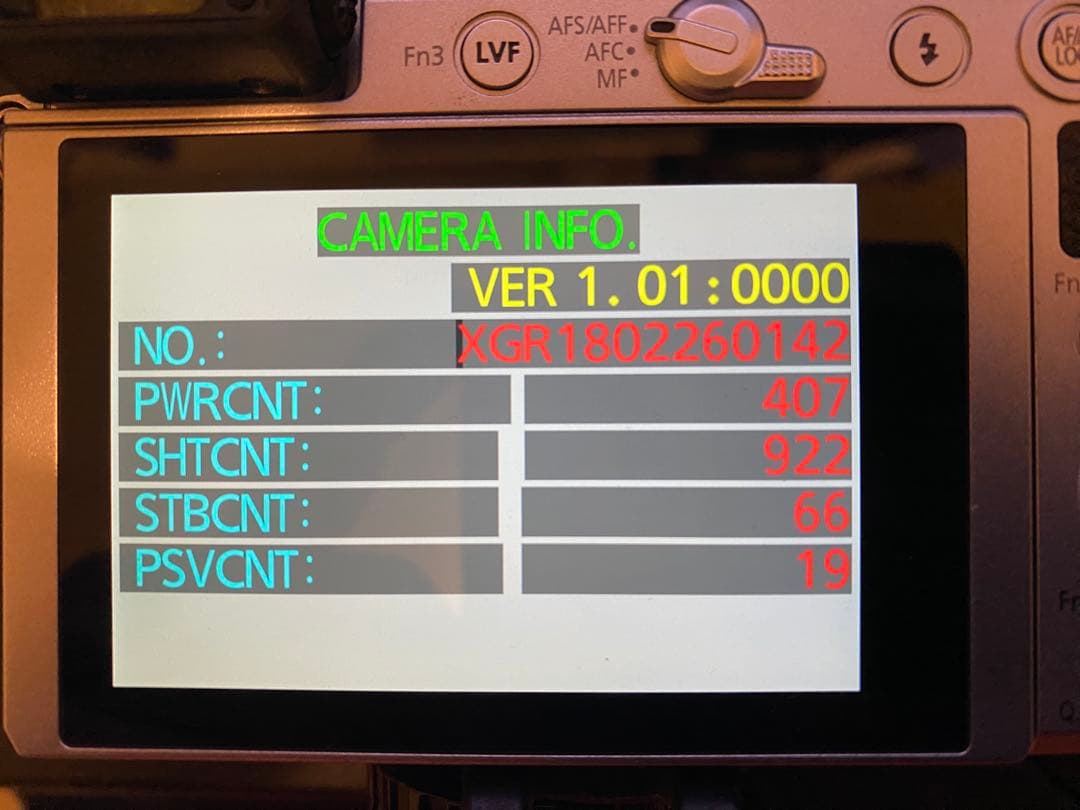 Fn3 LVF AFS/AFF
AFC
MF
CAMERA INFO.
VER 1.01:0000
NO.: XGR1802260142
PWRCNT: 407
SHTCNT: 922
STBCNT: 66
PSVCNT: 19